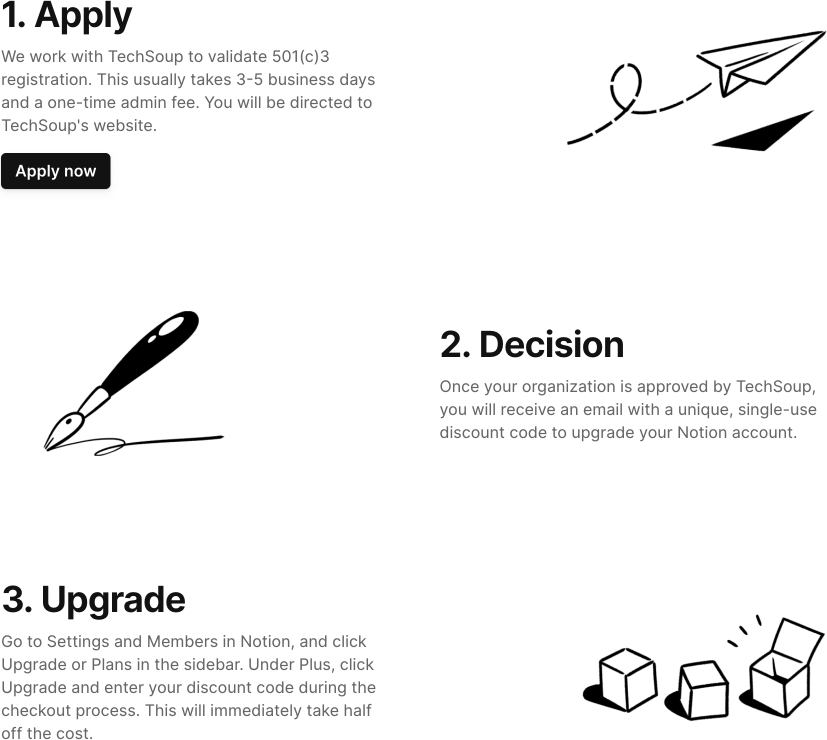 1. Apply
We work with TechSoup to validate 501(c)3
registration. This usually takes 3-5 business days
and a one-time admin fee. You will be directed to
TechSoup's website.
Apply now
2. Decision
Once your organization is approved by TechSoup,
you will receive an email with a unique, single-use
discount code to upgrade your Notion account.
3. Upgrade
Go to Settings and Members in Notion, and click
Upgrade or Plans in the sidebar. Under Plus, click
Upgrade and enter your discount code during the
checkout process. This will immediately take half
off the cost.